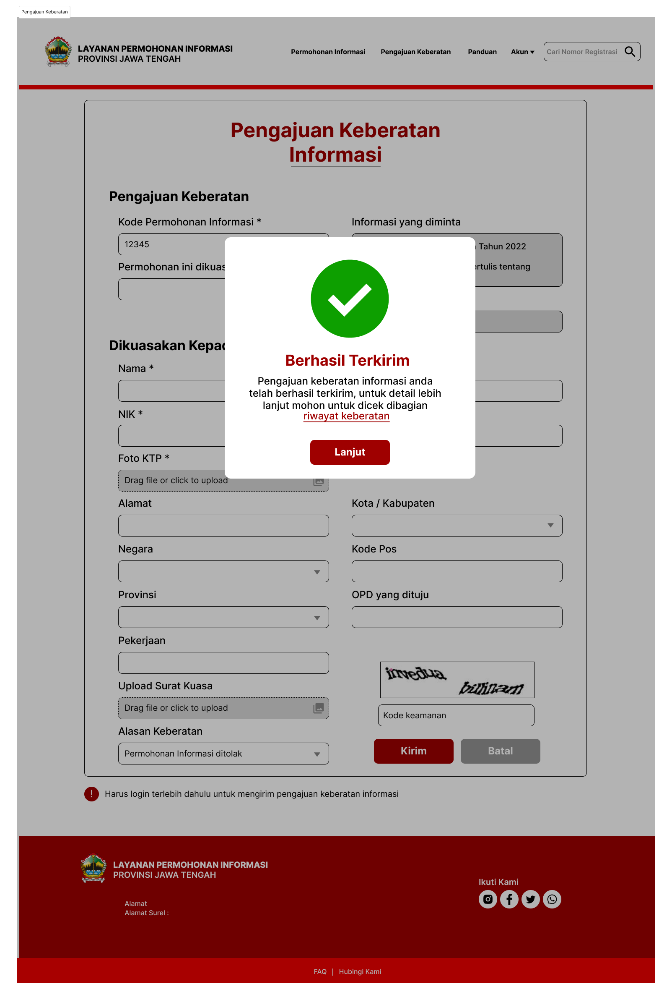 Pengajuan Keberatan
LAYANAN PERMOHONAN INFORMASI
PROVINSI JAWA TENGAH
Permohonan Informasi
Pengajuan Keberatan
Panduan
Akun
Cari Nomor Registrasi
Pengajuan Keberatan
Informasi
Pengajuan Keberatan
Kode Permohonan Informasi *
12345
Informasi yang diminta
Tahun 2022
tentang
Permohonan ini
Berhasil Terkirim
Pengajuan keberatan informasi anda
telah berhasil terkirim, untuk detail lebih
lanjut mohon untuk dicek dibagian
riwayat keberatan
Lanjut
Dikuasakan
Nama *
NIK *
Foto KTP *
Drag file or click to upload
Alamat
Kota / Kabupaten
Negara
Kode Pos
Provinsi
OPD yang dituju
Pekerjaan
Upload Surat Kuasa
Drag file or click to upload
Alasan Keberatan
Permohonan Informasi ditolak
invedua
Kode keamanan
Kirim
Batal
! Harus login terlebih dahulu untuk mengirim pengajuan keberatan informasi
LAYANAN PERMOHONAN INFORMASI
PROVINSI JAWA TENGAH
Alamat
Alamat Surel :
Ikuti Kami
FAQ | Hubingi Kami